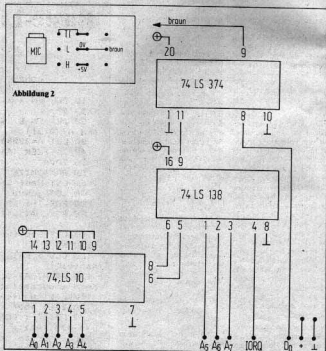 braun
20 9
74 LS 374
1 11 8 10
MIC
TTL
L 0V braun
H +5V
Abbildung 2
16 9
74 LS 138
6 5 1 2 3 4 8
14 13 12 11 10 9
74 LS 10
8
6
1 2 3 4 5 7
A0 A1 A2 A3 A4 A5 A6 A7 IORQ D0 +